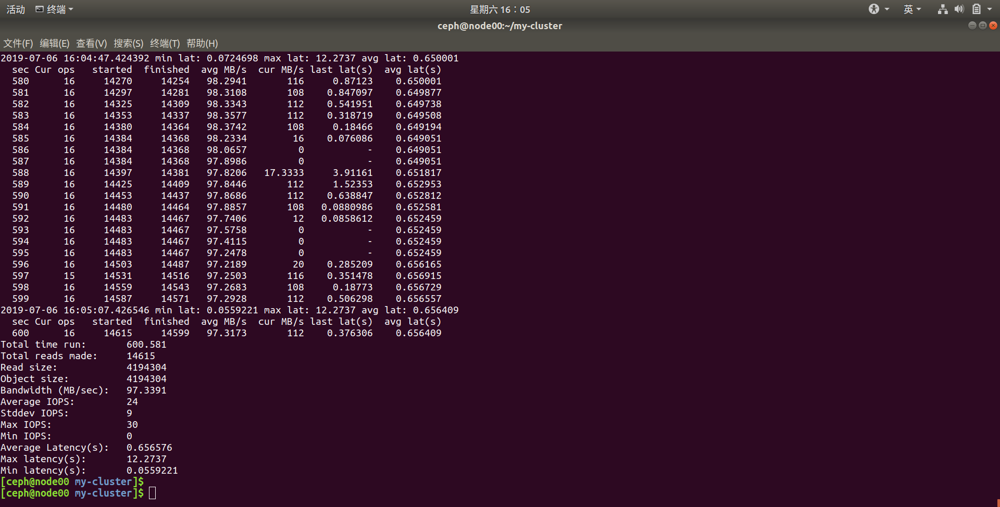 活动 终端 星期六 16：05 英
ceph@node00:~/my-cluster
文件(F) 编辑(E) 查看(V) 搜索(S) 终端(T) 帮助(H)
2019-07-06 16:04:47.424392 min lat: 0.0724698 max lat: 12.2737 avg lat: 0.650001
sec Cur ops started finished avg MB/s cur MB/s last lat(s) avg lat(s)
580 16 14270 14254 98.2941 116 0.87123 0.650001
581 16 14297 14281 98.3108 108 0.847097 0.649877
582 16 14325 14309 98.3343 112 0.541951 0.649738
583 16 14353 14337 98.3577 112 0.318719 0.649508
584 16 14380 14364 98.3742 108 0.18466 0.649194
585 16 14384 14368 98.2334 16 0.076086 0.649051
586 16 14384 14368 98.0657 0 - 0.649051
587 16 14384 14368 97.8986 0 - 0.649051
588 16 14397 14381 97.8206 17.3333 3.91161 0.651817
589 16 14425 14409 97.8446 112 1.52353 0.652953
590 16 14453 14437 97.8686 112 0.638847 0.652812
591 16 14480 14464 97.8857 108 0.0880986 0.652581
592 16 14483 14467 97.7406 12 0.0858612 0.652459
593 16 14483 14467 97.5758 0 - 0.652459
594 16 14483 14467 97.4115 0 - 0.652459
595 16 14483 14467 97.2478 0 - 0.652459
596 16 14503 14487 97.2189 20 0.285209 0.656165
597 15 14531 14516 97.2503 116 0.351478 0.656915
598 16 14559 14543 97.2683 108 0.18773 0.656729
599 16 14587 14571 97.2928 112 0.506298 0.656557
2019-07-06 16:05:07.426546 min lat: 0.0559221 max lat: 12.2737 avg lat: 0.656409
sec Cur ops started finished avg MB/s cur MB/s last lat(s) avg lat(s)
600 16 14615 14599 97.3173 112 0.376306 0.656409
Total time run: 600.581
Total reads made: 14615
Read size: 4194304
Object size: 4194304
Bandwidth (MB/sec): 97.3391
Average IOPS: 24
Stddev IOPS: 9
Max IOPS: 30
Min IOPS: 0
Average Latency(s): 0.656576
Max latency(s): 12.2737
Min latency(s): 0.0559221
[ceph@node00 my-cluster]$
[ceph@node00 my-cluster]$